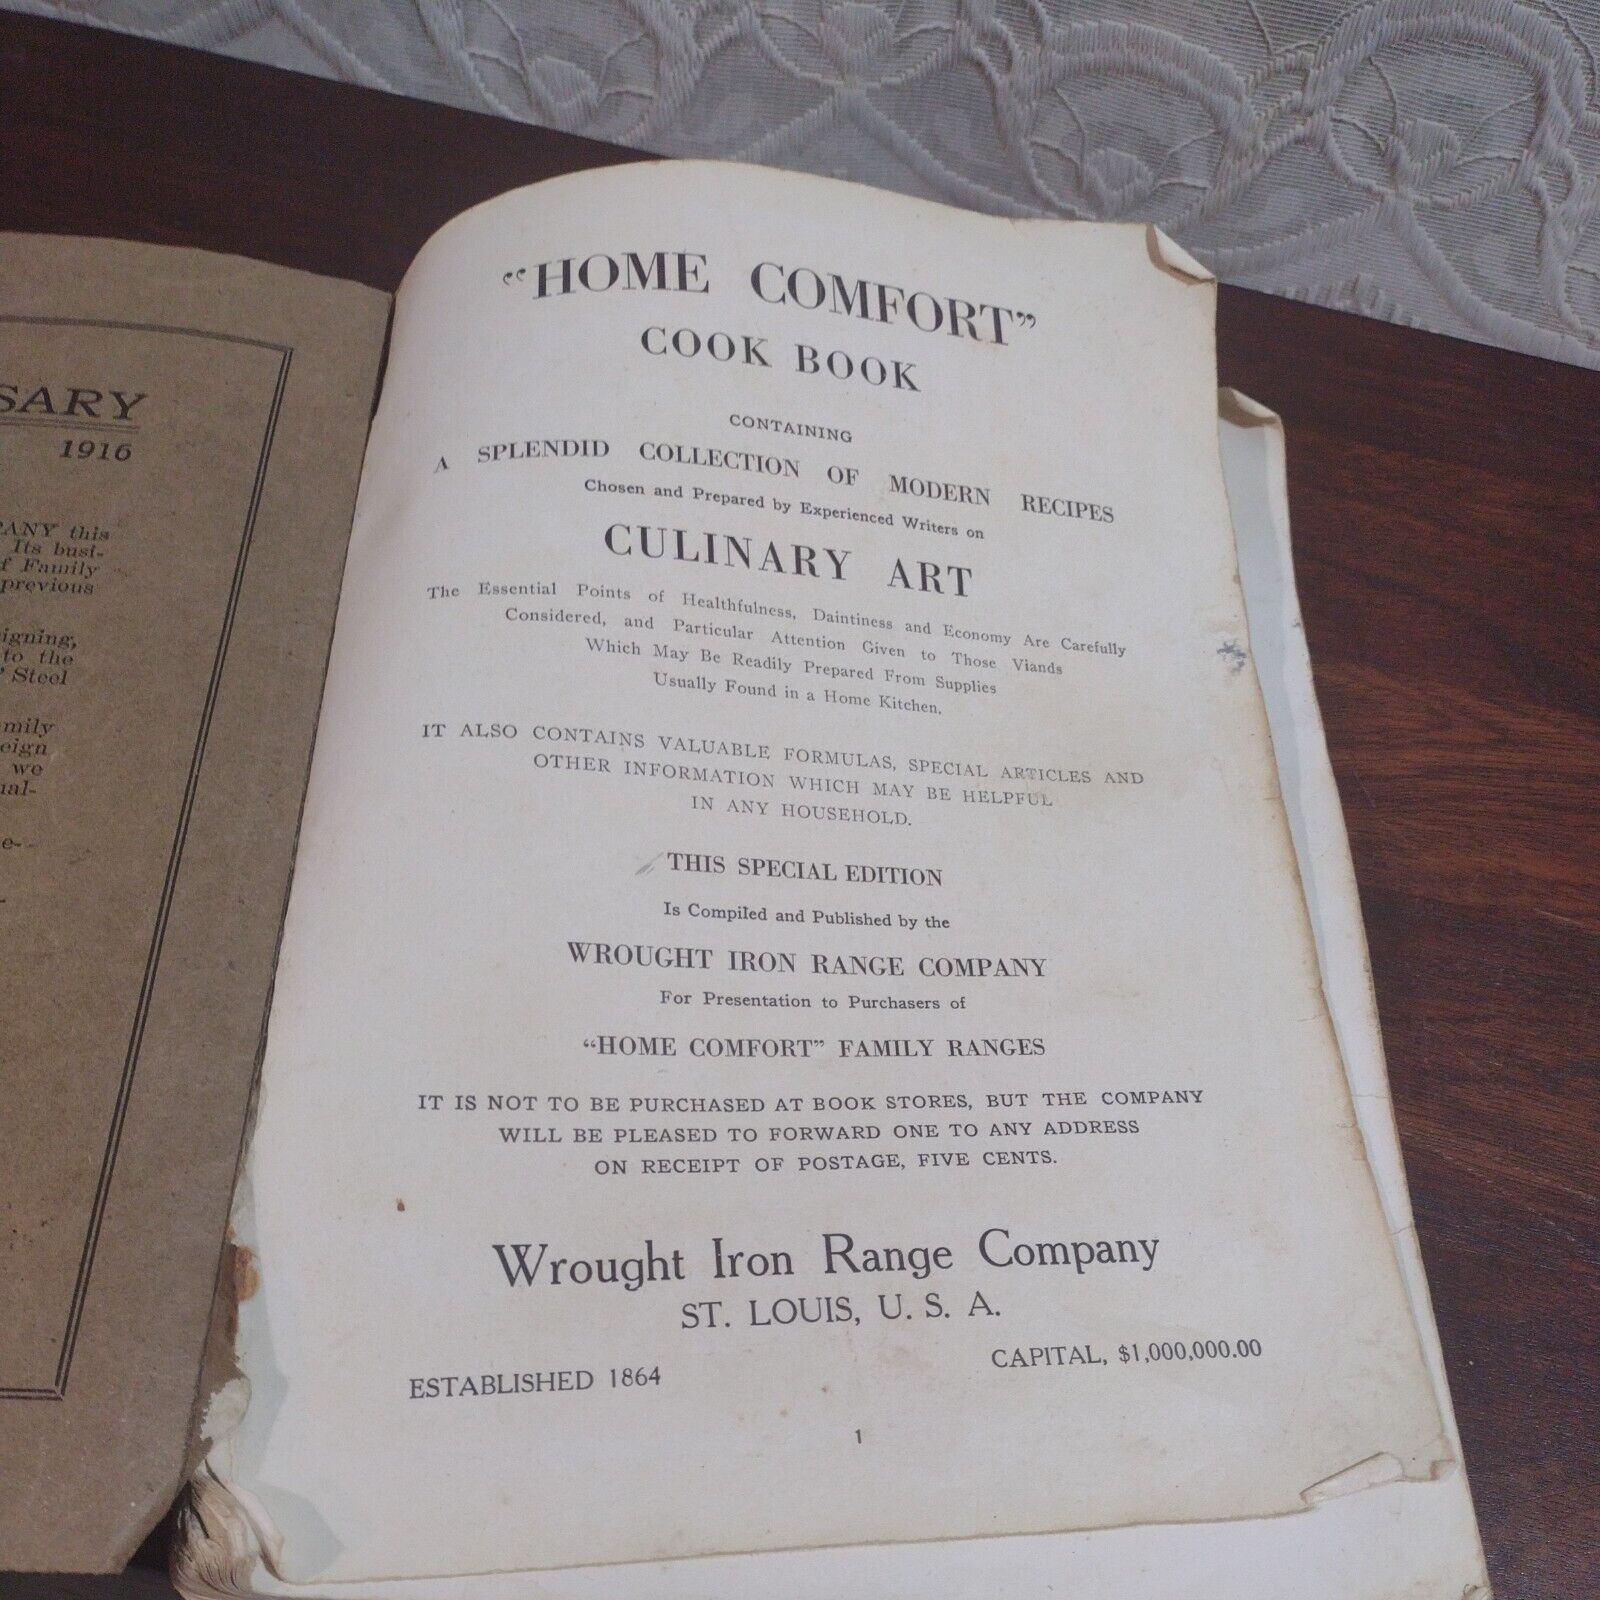 SARY
1916
PANY this
Its busi-
f Family
previous
igning,
to the
Steel
mily
eign
we
ual-
e-
"HOME COMFORT"
COOK BOOK
CONTAINING
A SPLENDID COLLECTION OF MODERN RECIPES
Chosen and Prepared by Experienced Writers on
CULINARY ART
The Essential Points of Healthfulness, Daintiness and Economy Are Carefully
Considered, and Particular Attention Given to Those Viands
Which May Be Readily Prepared From Supplies
Usually Found in a Home Kitchen.
IT ALSO CONTAINS VALUABLE FORMULAS, SPECIAL ARTICLES AND
OTHER INFORMATION WHICH MAY BE HELPFUL
IN ANY HOUSEHOLD.
THIS SPECIAL EDITION
Is Compiled and Published by the
WROUGHT IRON RANGE COMPANY
For Presentation to Purchasers of
"HOME COMFORT" FAMILY RANGES
IT IS NOT TO BE PURCHASED AT BOOK STORES, BUT THE COMPANY
WILL BE PLEASED TO FORWARD ONE TO ANY ADDRESS
ON RECEIPT OF POSTAGE, FIVE CENTS.
Wrought Iron Range Company
ST. LOUIS, U. S. A.
ESTABLISHED 1864
CAPITAL, $1,000,000.00
1